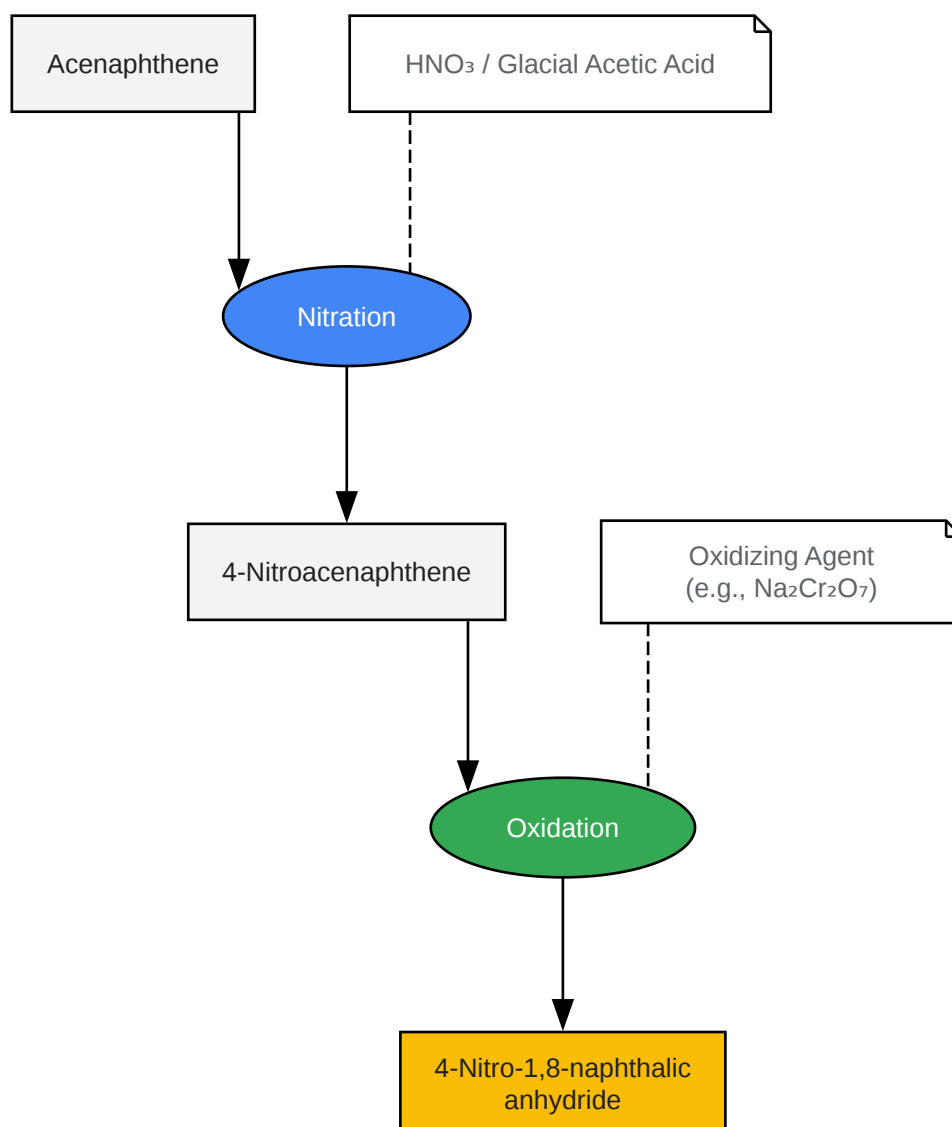 Acenaphthene
HNO₃ / Glacial Acetic Acid
Nitration
4-Nitroacenaphthene
Oxidizing Agent
(e.g., Na₂Cr₂O₇)
Oxidation
4-Nitro-1,8-naphthalic
anhydride